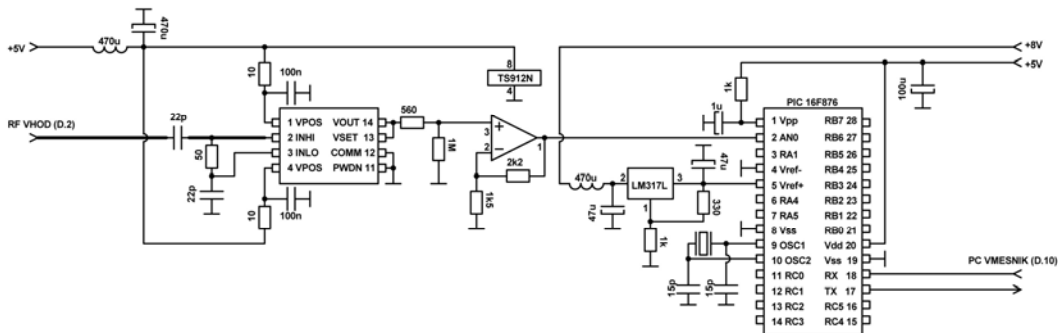 470u
470u
+5V
+8V
+5V
10
100n
8
TS912N
4
1k
1u
100u
PIC 16F876
RF VHOD (D.2)
22p
50
22p
1 VPOS VOUT 14
2 INHI VSET 13
3 INLO COMM 12
4 VPOS PWDN 11
10
100n
560
1M
3
+
2
-
1
2k2
1k5
470u
47u
2 LM317L 3
1
47u
330
1k
15p
15p
1 Vpp RB7 28
2 AN0 RB6 27
3 RA1 RB5 26
4 Vref- RB4 25
5 Vref+ RB3 24
6 RA4 RB2 23
7 RA5 RB1 22
8 Vss RB0 21
9 OSC1 Vdd 20
10 OSC2 Vss 19
11 RC0 RX 18
12 RC1 TX 17
13 RC2 RC5 16
14 RC3 RC4 15
PC VMESNIK (D.10)